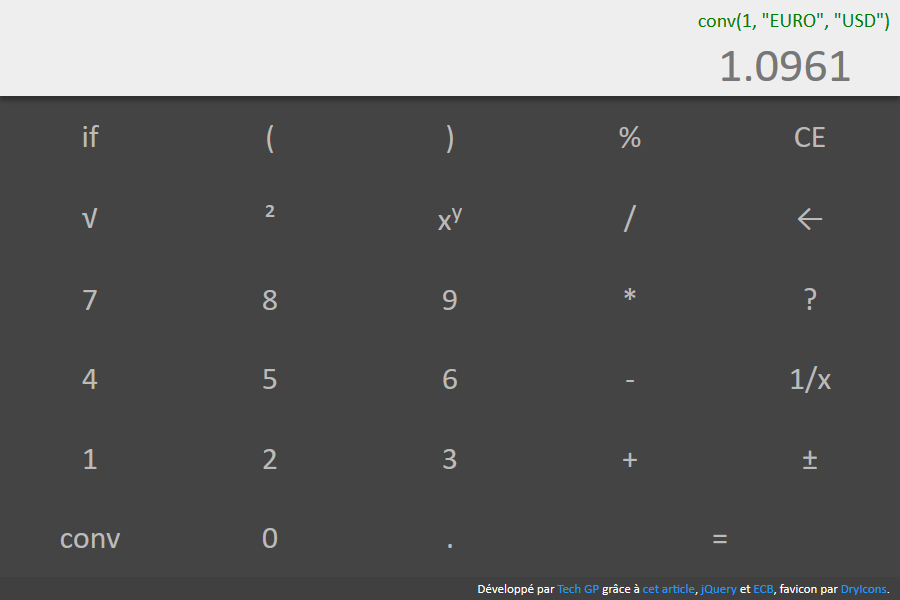 conv(1, "EURO", "USD")
1.0961
if ( ) % CE
√ ² xʸ / ←
7 8 9 * ?
4 5 6 - 1/x
1 2 3 + ±
conv 0 . =
Développé par Tech GP grâce à cet article, jQuery et ECB, favicon par DryIcons.